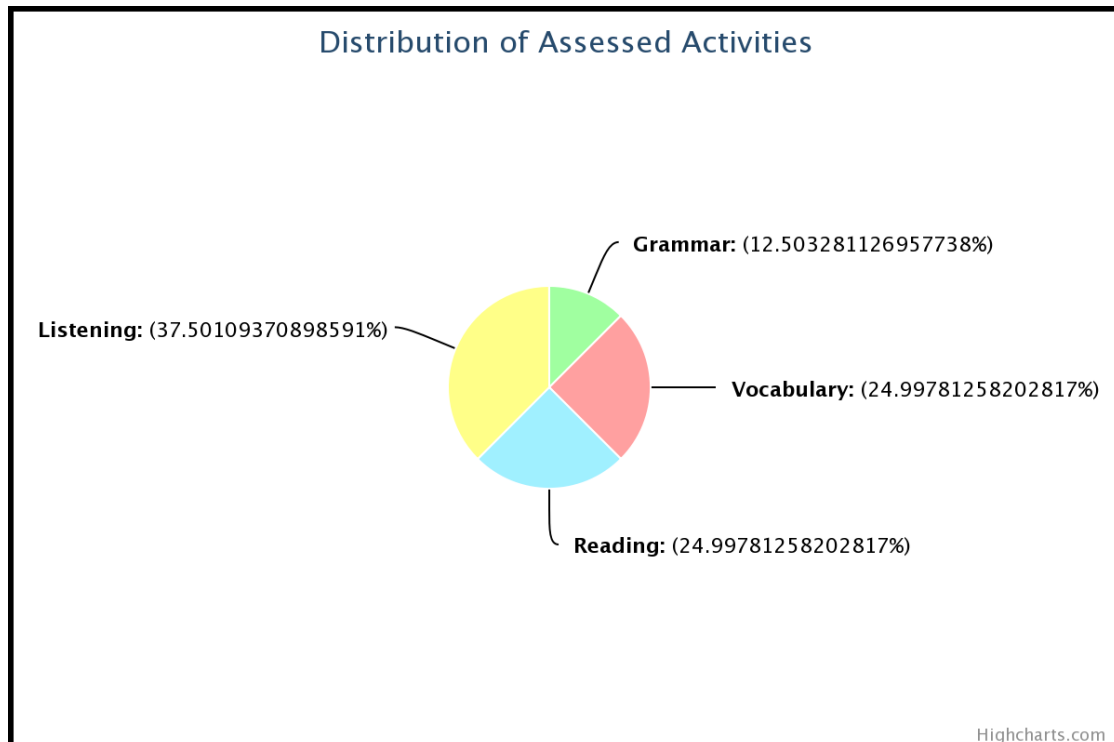 Distribution of Assessed Activities
Grammar: (12.503281126957738%)
Listening: (37.50109370898591%)
Vocabulary: (24.99781258202817%)
Reading: (24.99781258202817%)
Highcharts.com